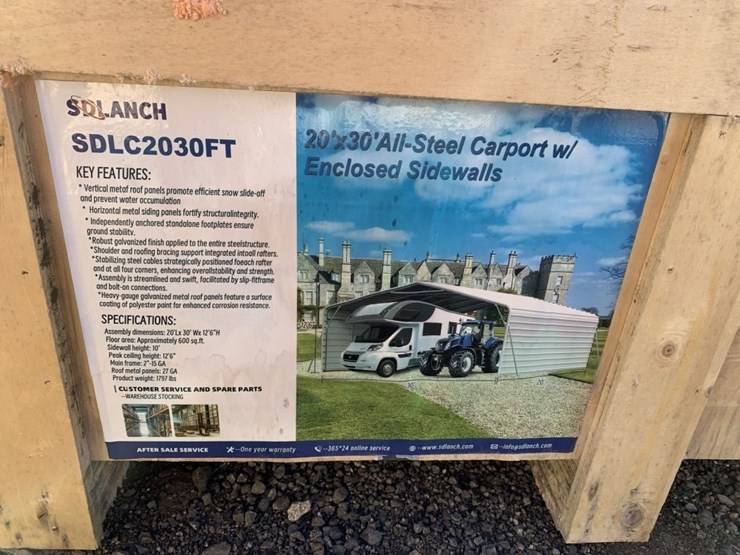 SDLANCH
SDLC2030FT
KEY FEATURES:
* Vertical metal roof panels promote efficient snow slide-off
and prevent water accumulation
* Horizontal metal siding panels fortify structuralintegrity.
* Independently anchored standalone footplates ensure
ground stability.
*Robust galvanized finish applied to the entire steelstructure.
*Shoulder and roofing bracing support integrated intoall rafters.
*Stabilizing steel cables strategically positioned foeach rafter
and at all four corners, enhancing overallstability and strength.
*Assembly is streamlined and swift, facilitated by slip-fitframe
and bolt-on connections.
*Heavy-gauge galvanized metal roof panels feature a surface
coating of polyester paint for enhanced corrosion resistance.
SPECIFICATIONS:
Assembly dimensions: 20'Lx 30' Wx 12'6"H
Floor area: Approximately 600 sq.ft.
Sidewall height: 10'
Peak ceiling height: 12'6"
Main frame: 2"-15 GA
Roof metal panels: 27 GA
Product weight: 1797 lbs
CUSTOMER SERVICE AND SPARE PARTS
--WAREHOUSE STOCKING
20'x30'All-Steel Carport w/
Enclosed Sidewalls
30'
10'
20'
AFTER SALE SERVICE
--One year warranty
--365*24 online service
--www.sdlanch.com
--info@sdlanch.com